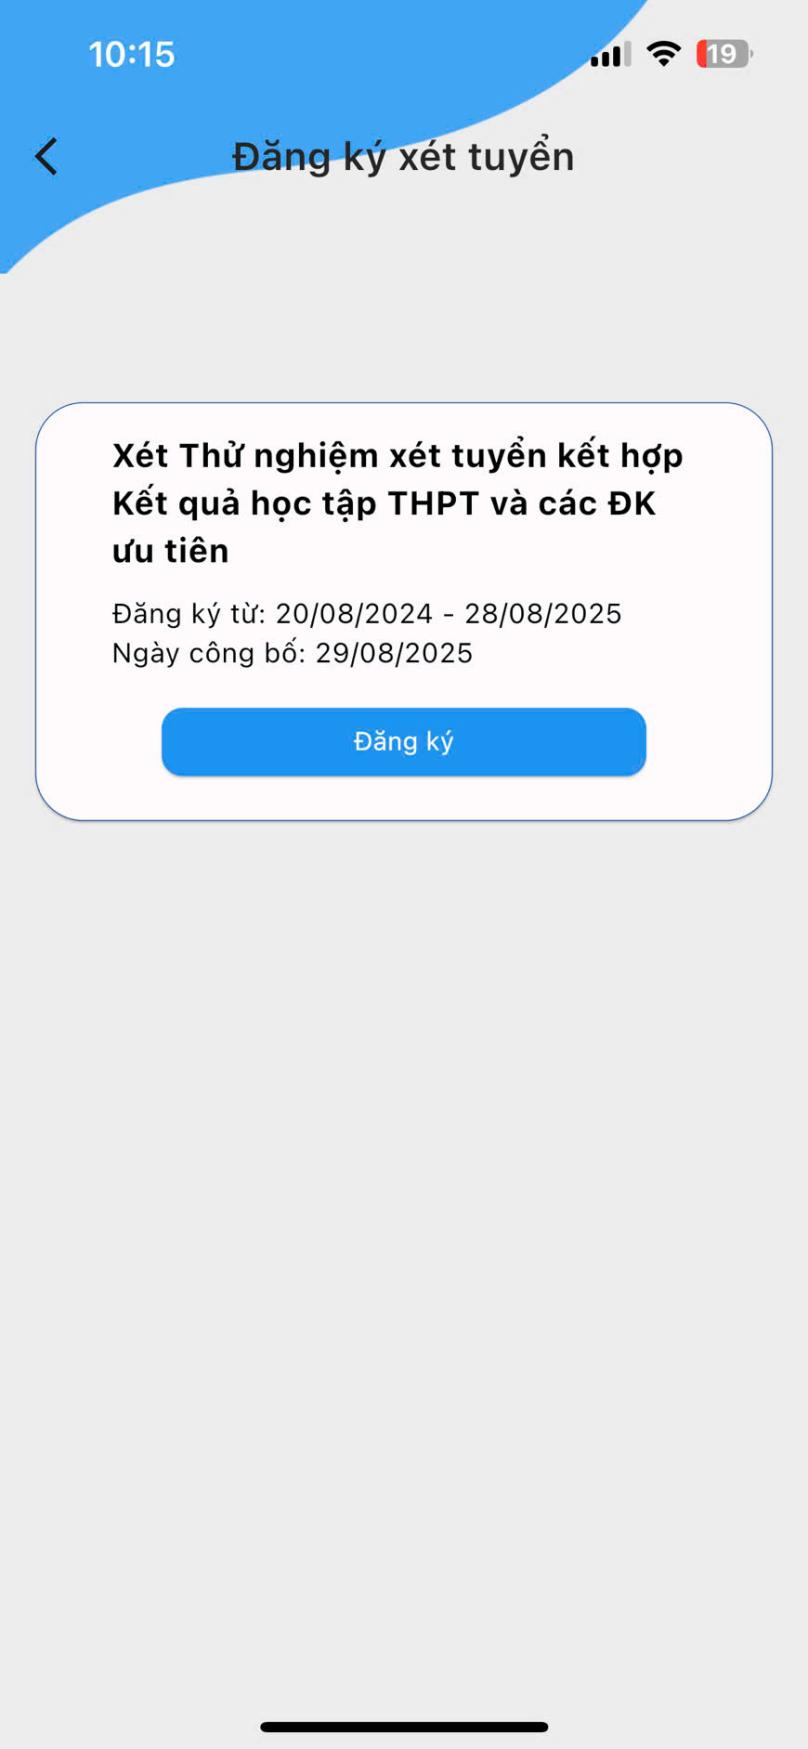 10:15
19
Đăng ký xét tuyển
Xét Thử nghiệm xét tuyển kết hợp
Kết quả học tập THPT và các ĐK
ưu tiên
Đăng ký từ: 20/08/2024 - 28/08/2025
Ngày công bố: 29/08/2025
Đăng ký